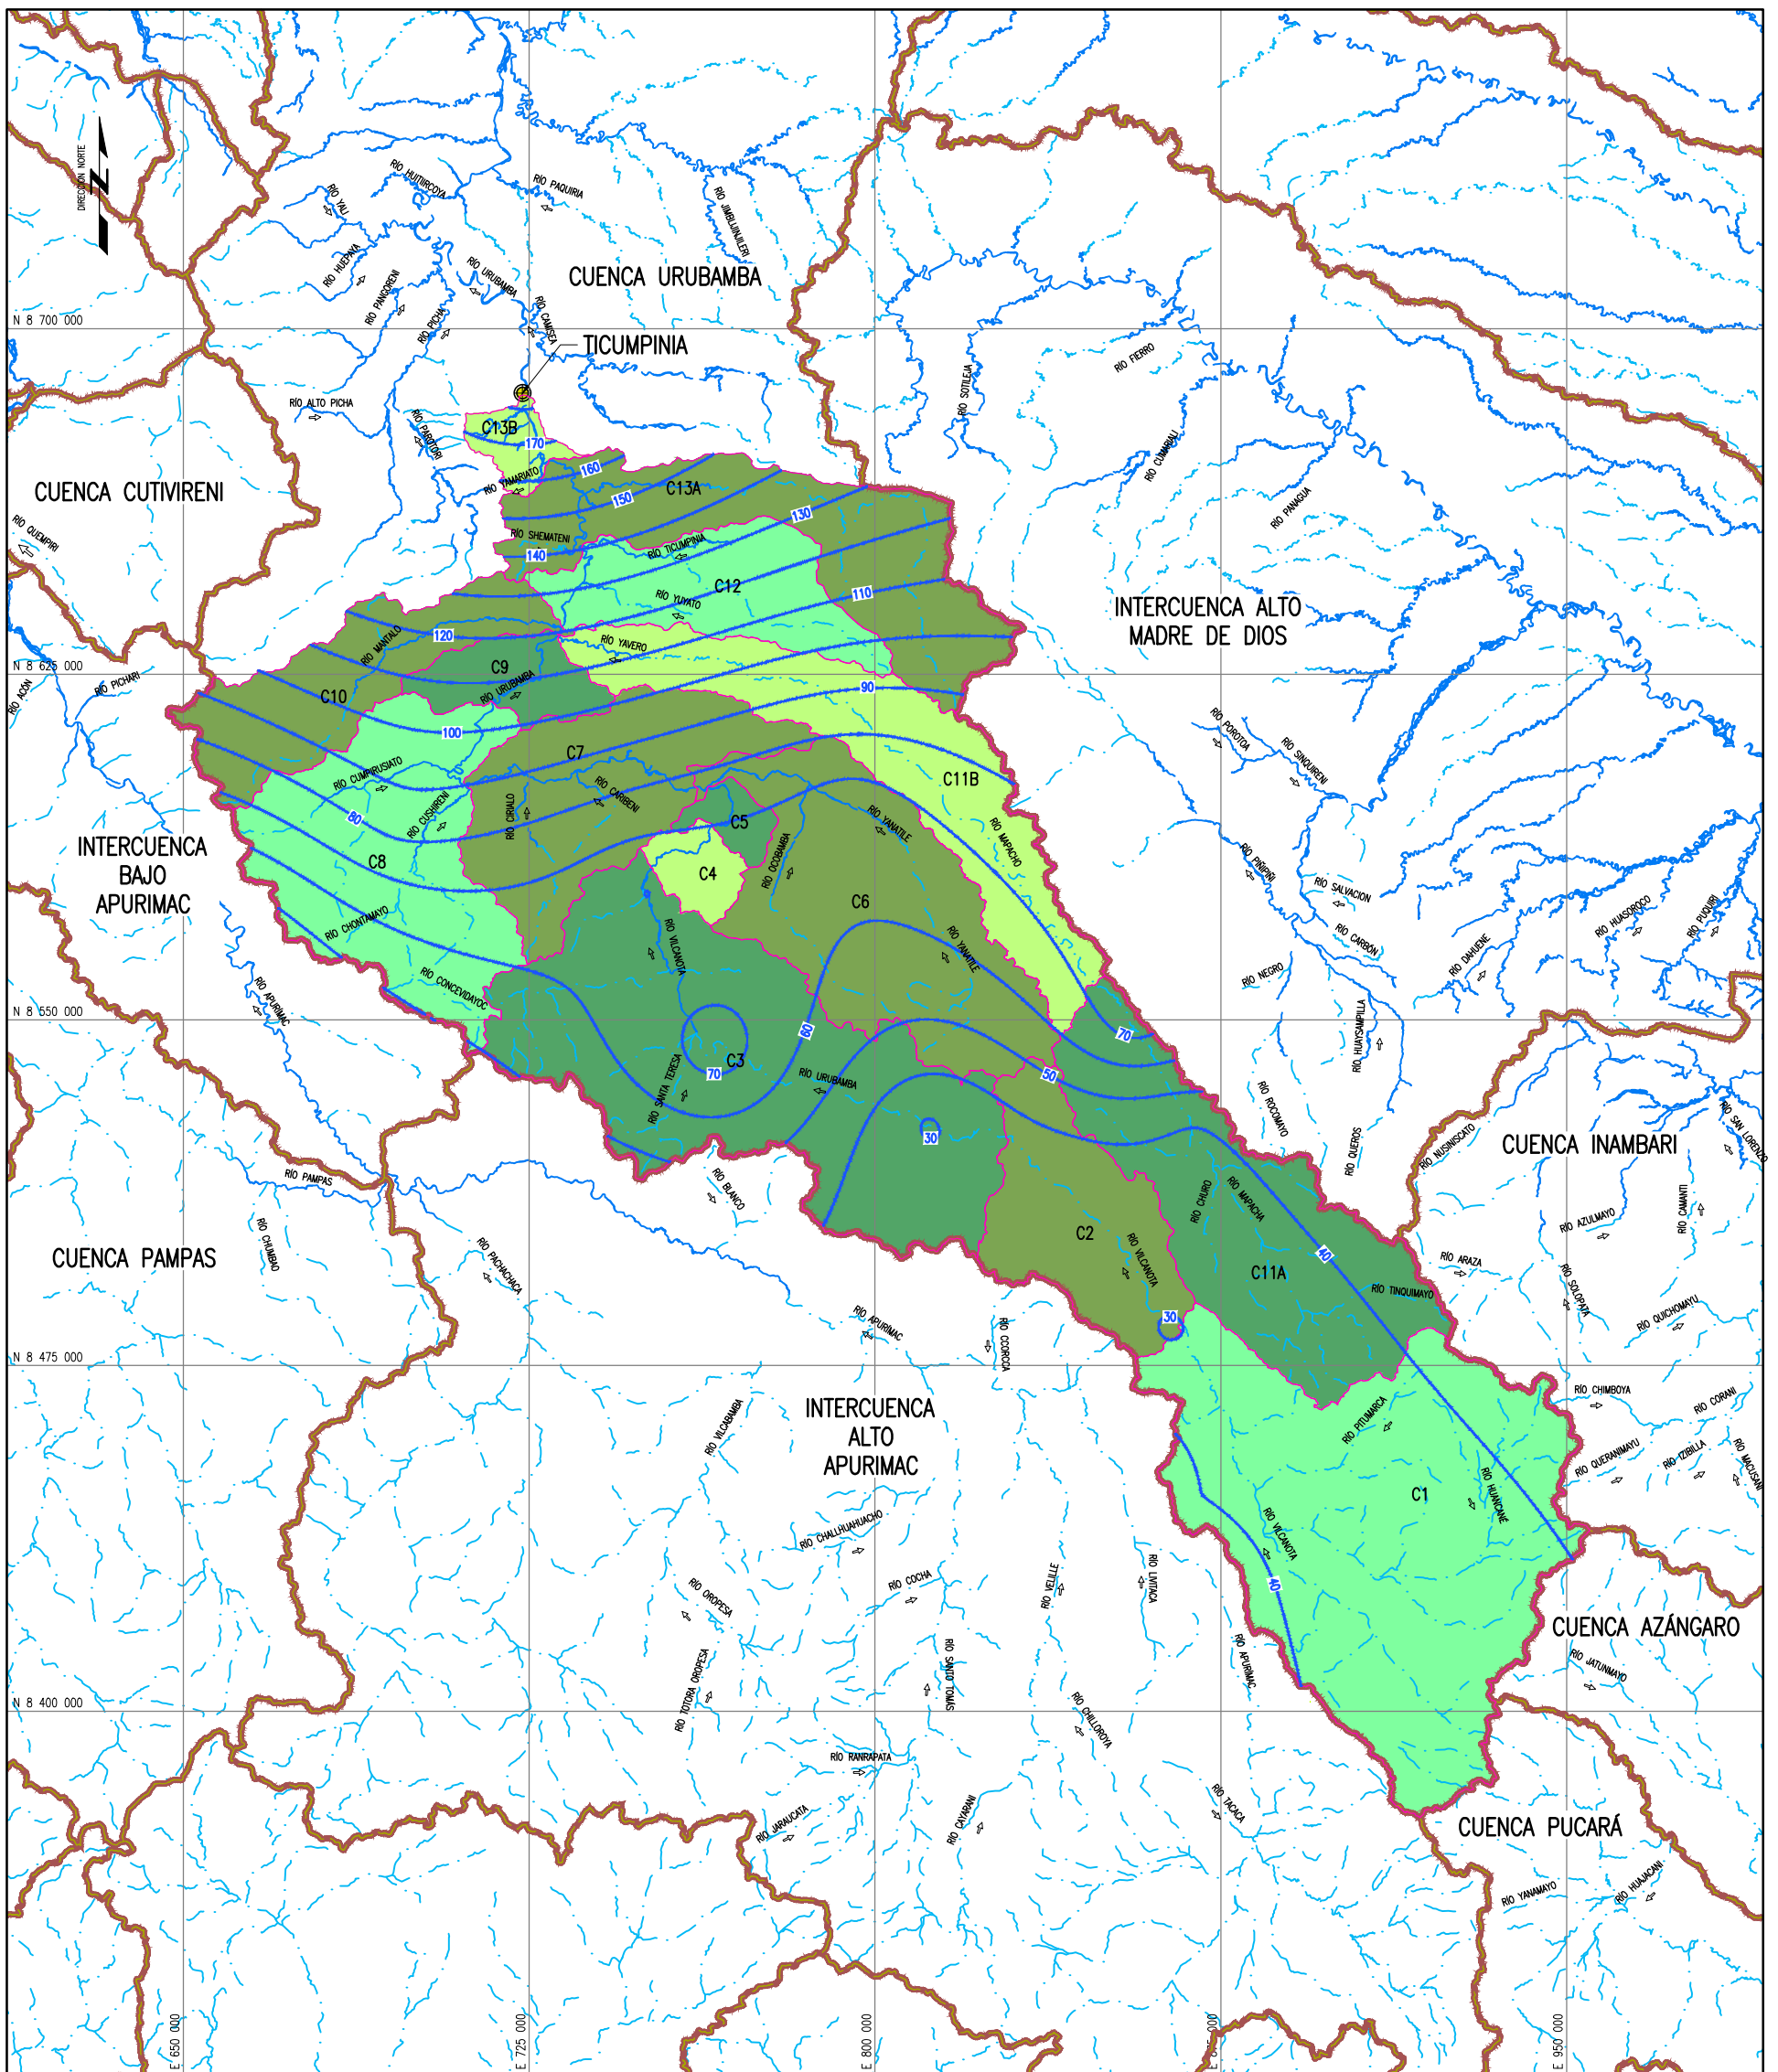 DIRECCIÓN NORTE
N
RÍO HUITIRCOYA
RÍO YALI
RÍO PAQUIRIA
RÍO JIMBLIJINJILERI
RÍO HUEPAYA
RÍO PANGORENI
RÍO URUBAMBA
RÍO PICHA
RÍO CAMISEA
CUENCA URUBAMBA
N 8 700 000
TICUMPINIA
RÍO FIERRO
RÍO SOTILEJA
RÍO ALTO PICHA
RÍO PAROTORI
C13B
170
RÍO CUMARIALI
RÍO PANAGUA
CUENCA CUTIVIRENI
RÍO YAMARIATO
160
150
C13A
130
RÍO QUEMPIRI
RÍO SHEMATENI
140
RÍO TICUMPINIA
C12
110
RÍO YUYATO
INTERCUENCA ALTO
MADRE DE DIOS
120
RÍO MANTALO
RÍO YAVERO
N 8 625 000
C9
RÍO URUBAMBA
RÍO ACÓN
RÍO PICHARI
C10
90
100
RÍO POROTOA
RÍO SINQUIRENI
C7
RÍO CUMPIRUSIATO
RÍO CARIBENI
C11B
80
RÍO CUSHIRENI
RÍO CIRIALO
C5
RÍO YANATILE
RÍO MAPACHO
INTERCUENCA
BAJO
APURIMAC
C8
C4
RÍO OCOBAMBA
RÍO PIÑIPIÑI
RÍO SALVACION
C6
RÍO CHONTAMAYO
RÍO VILCANOTA
RÍO YANATILE
RÍO CARBÓN
RÍO HUASOROCO
RÍO PUQUIRI
RÍO DAHUENE
RÍO NEGRO
RÍO CONCEVIDAYOC
RÍO APURIMAC
N 8 550 000
60
70
RÍO HUAYSAMPILLA
C3
70
RÍO SANTA TERESA
RÍO URUBAMBA
50
RÍO ROCOMAYO
RÍO QUEROS
30
RÍO NUSINISCATO
RÍO SAN LORENZO
CUENCA INAMBARI
RÍO PAMPAS
RÍO BLANCO
RÍO CHURO
RÍO MAPACHA
RÍO CAMANTI
RÍO AZULMAYO
RÍO CHUMBAO
CUENCA PAMPAS
RÍO PACHACHACA
C2
RÍO VILCANOTA
40
C11A
RÍO ARAZA
RÍO TINQUIMAYO
RÍO SOLOPATA
RÍO QUICHOMAYU
30
RÍO APURÍMAC
RÍO CCOROCA
N 8 475 000
RÍO CHIMBOYA
RÍO CORANI
RÍO VILCABAMBA
INTERCUENCA
ALTO
APURIMAC
RÍO PITUMARCA
RÍO QUERANIMAYU
RÍO IZIBILLA
RÍO MACUSANI
C1
RÍO HUANCANÉ
RÍO CHALLHUAHUACHO
RÍO VILCANOTA
RÍO OROPESA
RÍO COCHA
RÍO VELILLE
RÍO LIVITACA
40
CUENCA AZÁNGARO
RÍO TOTORA OROPESA
RÍO SANTO TOMAS
RÍO APURÍMAC
RÍO JATUNMAYO
N 8 400 000
RÍO CHILLOROYA
RÍO RANRAPATA
RÍO TACACA
RÍO JARAUCATA
RÍO CAYARANI
CUENCA PUCARÁ
RÍO YANAMAYO
RÍO HUAJACANI
E 650 000
E 725 000
E 800 000
E 950 000